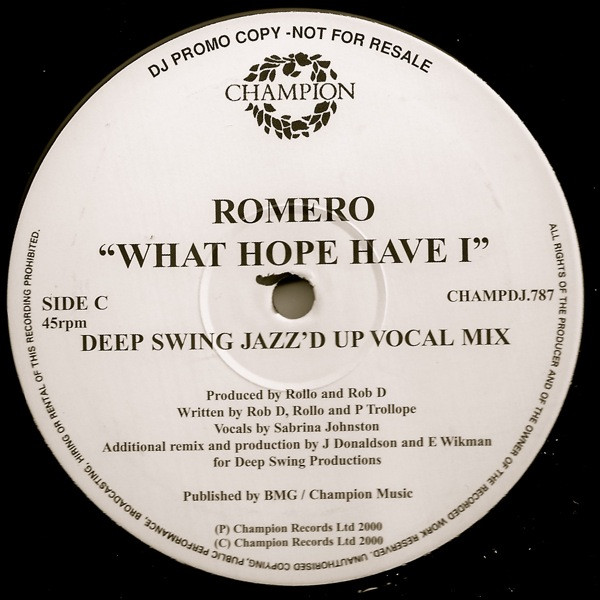 DJ PROMO COPY -NOT FOR RESALE
CHAMPION
ROMERO
“WHAT HOPE HAVE I”
SIDE C
45rpm
CHAMPDJ.787
DEEP SWING JAZZ’D UP VOCAL MIX
Produced by Rollo and Rob D
Written by Rob D, Rollo and P Trollope
Vocals by Sabrina Johnston
Additional remix and production by J Donaldson and E Wikman
for Deep Swing Productions
Published by BMG / Champion Music
(P) Champion Records Ltd 2000
(C) Champion Records Ltd 2000
ALL RIGHTS OF THE PRODUCER AND OF THE OWNER OF THE RECORDED WORK RESERVED. UNAUTHORISED COPYING, PUBLIC PERFORMANCE, BROADCASTING, HIRING OR RENTAL OF THIS RECORDING PROHIBITED.